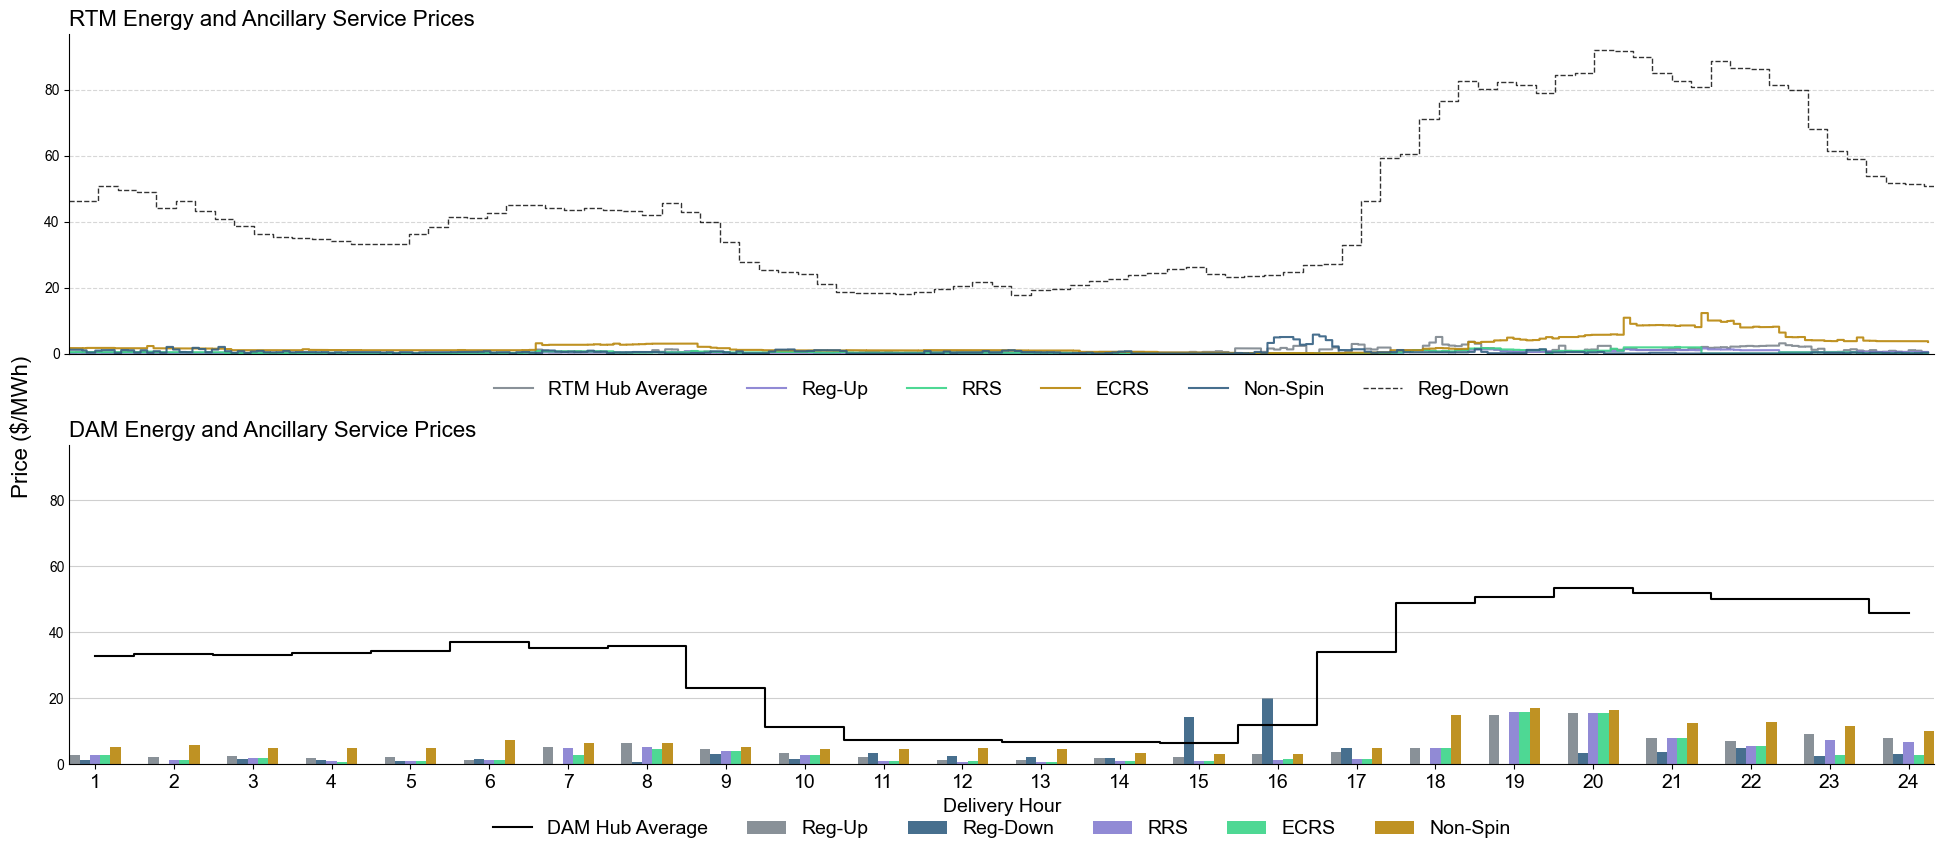 RTM Energy and Ancillary Service Prices
80
60
40
20
0
RTM Hub Average Reg-Up RRS ECRS Non-Spin Reg-Down
Price ($/MWh)
DAM Energy and Ancillary Service Prices
80
60
40
20
0
1 2 3 4 5 6 7 8 9 10 11 12 13 14 15 16 17 18 19 20 21 22 23 24
Delivery Hour
DAM Hub Average Reg-Up Reg-Down RRS ECRS Non-Spin